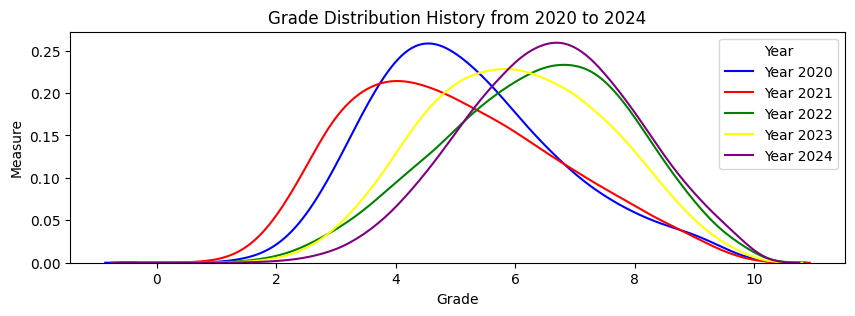 Grade Distribution History from 2020 to 2024
Measure
0.25
0.20
0.15
0.10
0.05
0.00
0
2
4
6
8
10
Grade
Year
Year 2020
Year 2021
Year 2022
Year 2023
Year 2024